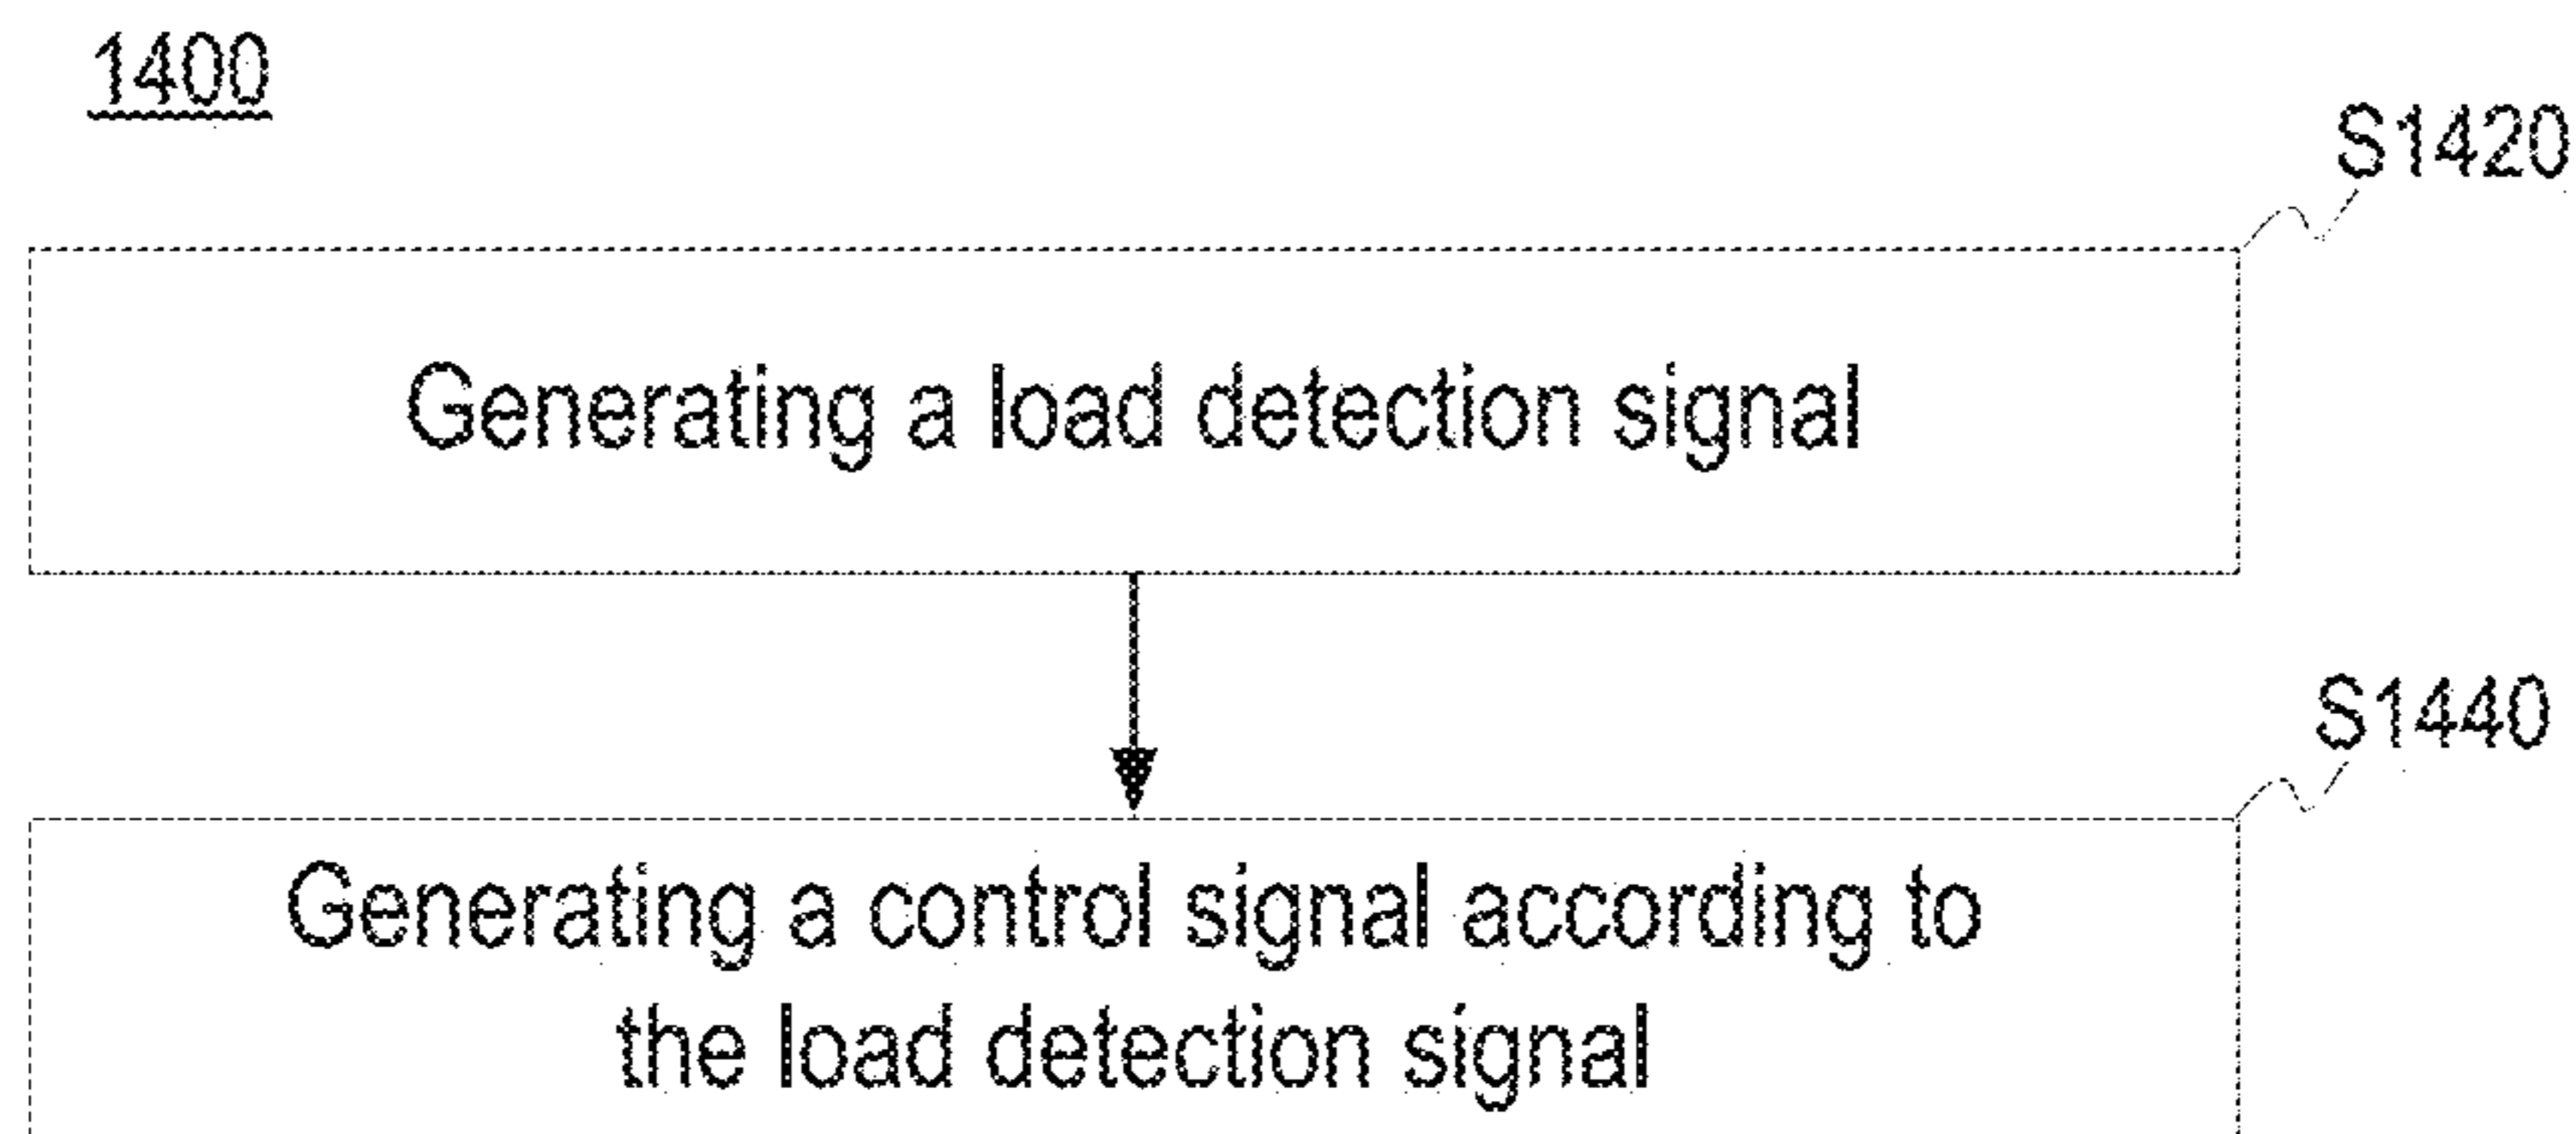 1400
S1420
Generating a load detection signal
S1440
Generating a control signal according to
the load detection signal